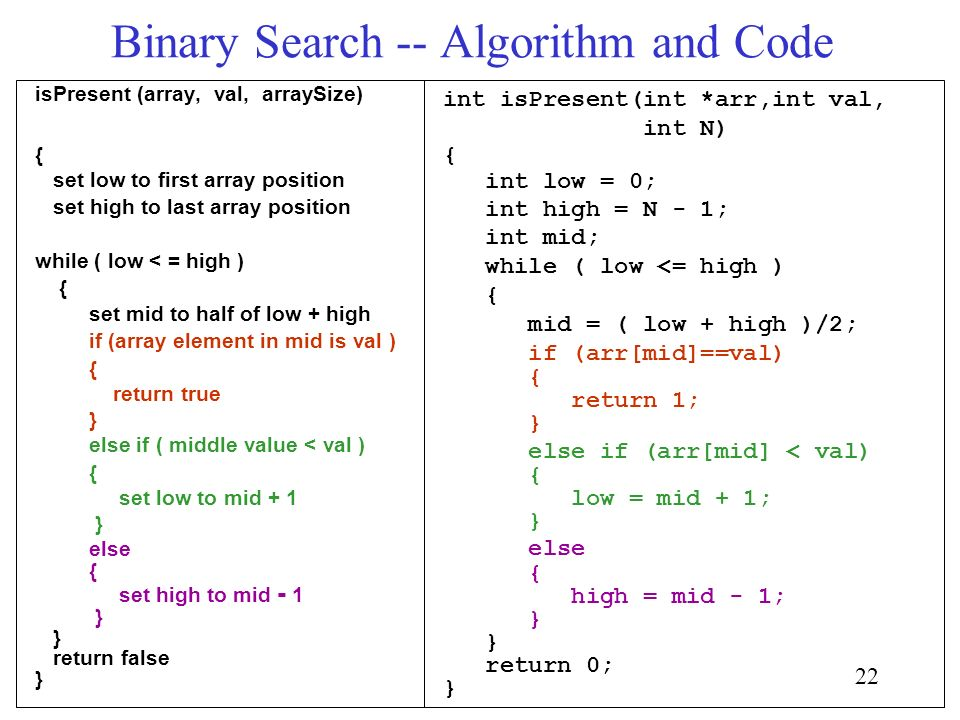 Binary Search -- Algorithm and Code
isPresent (array, val, arraySize)
{
set low to first array position
set high to last array position
while ( low < = high )
{
set mid to half of low + high
if (array element in mid is val )
{
return true
}
else if ( middle value < val )
{
set low to mid + 1
}
else
{
set high to mid - 1
}
}
return false
}
int isPresent(int *arr,int val,
int N)
{
int low = 0;
int high = N - 1;
int mid;
while ( low <= high )
{
mid = ( low + high )/2;
if (arr[mid]==val)
{
return 1;
}
else if (arr[mid] < val)
{
low = mid + 1;
}
else
{
high = mid - 1;
}
}
return 0;
}
22